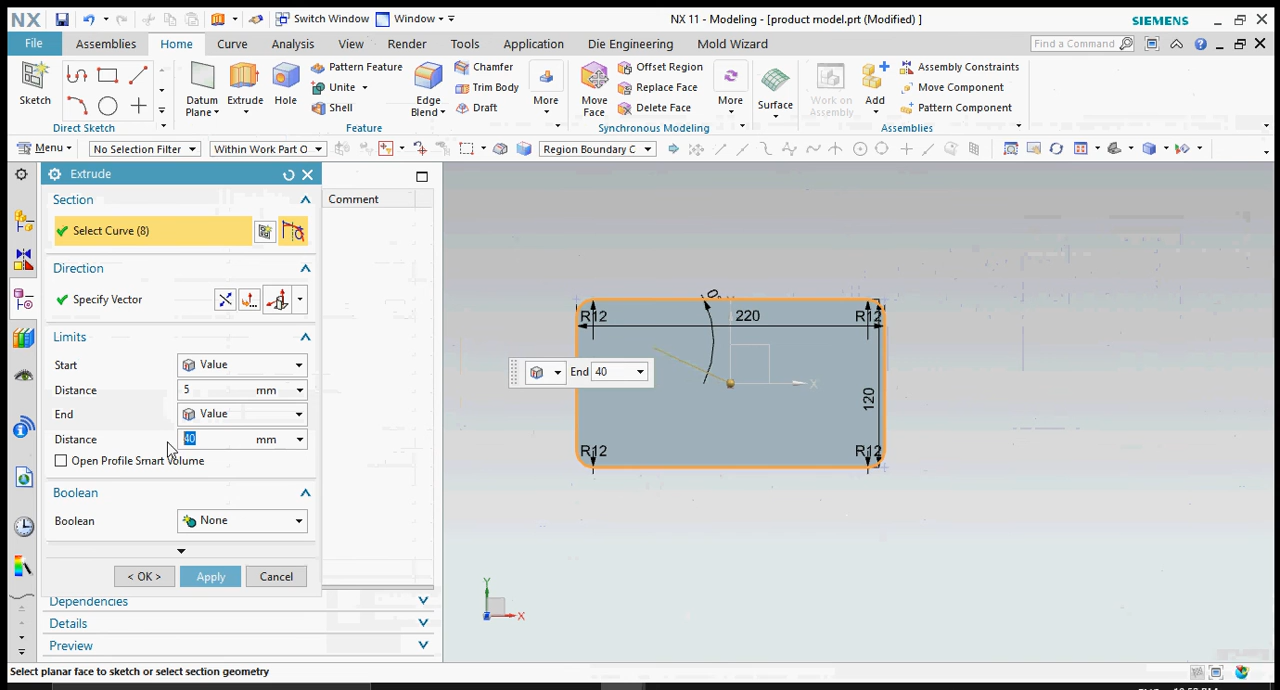 NX Switch Window Window NX 11 - Modeling - [product model.prt (Modified) ] SIEMENS
File Assemblies Home Curve Analysis View Render Tools Application Die Engineering Mold Wizard Find a Command
Sketch
Datum Plane
Extrude
Hole
Pattern Feature
Unite
Shell
Edge Blend
Chamfer
Trim Body
Draft
More
Move Face
Offset Region
Replace Face
Delete Face
More
Surface
Work on Assembly
Add
Assembly Constraints
Move Component
Pattern Component
Direct Sketch Feature Synchronous Modeling Assemblies
Menu No Selection Filter Within Work Part O Region Boundary C
Extrude
Section
Select Curve (8)
Direction
Specify Vector
Limits
Start Value
Distance 5 mm
End Value
Distance 40 mm
Open Profile Smart Volume
Boolean
Boolean None
< OK > Apply Cancel
Comment
Dependencies
Details
Preview
R12 220 R12
End 40
X
120
R12 R12
Y
X
Select planar face to sketch or select section geometry